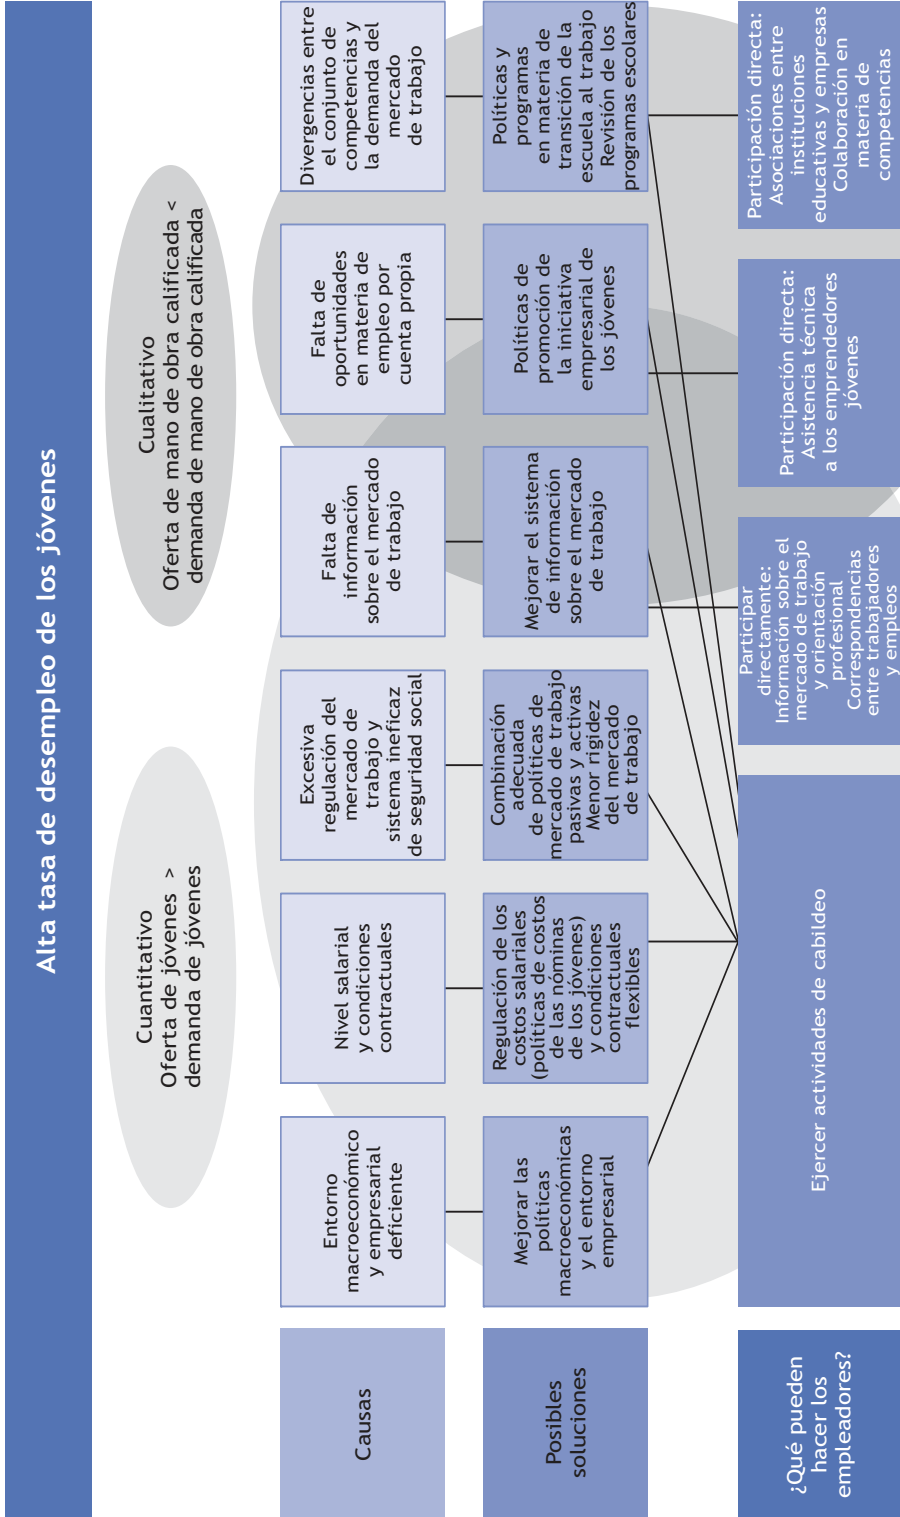 Alta tasa de desempleo de los jóvenes
Cuantitativo
Oferta de jóvenes >
demanda de jóvenes
Cualitativo
Oferta de mano de obra calificada <
demanda de mano de obra calificada
Causas
Entorno
macroeconómico
y empresarial
deficiente
Nivel salarial
y condiciones
contractuales
Excesiva
regulación del
mercado de
trabajo y
sistema ineficaz
de seguridad social
Falta de
información
sobre el mercado
de trabajo
Falta de
oportunidades
en materia de
empleo por
cuenta propia
Divergencias entre
el conjunto de
competencias y
la demanda del
mercado
de trabajo
Posibles
soluciones
Mejorar las
políticas
macroeconómicas
y el entorno
empresarial
Regulación de los
costos salariales
(políticas de costos
de las nóminas
de los jóvenes)
y condiciones
contractuales
flexibles
Combinación
adecuada
de políticas de
mercado de trabajo
pasivas y activas
Menor rigidez
del mercado
de trabajo
Mejorar el sistema
de información
sobre el mercado
de trabajo
Políticas de
promoción de
la iniciativa
empresarial de
los jóvenes
Políticas y
programas
en materia de
transición de la
escuela al trabajo
Revisión de los
programas escolares
¿Qué pueden
hacer los
empleadores?
Ejercer actividades de cabildeo
Participar
directamente:
Información sobre el
mercado de trabajo
y orientación
profesional
Correspondencias
entre trabajadores
y empleos
Participación directa:
Asistencia técnica
a los emprendedores
jóvenes
Participación directa:
Asociaciones entre
instituciones
educativas y empresas
Colaboración en
materia de
competencias